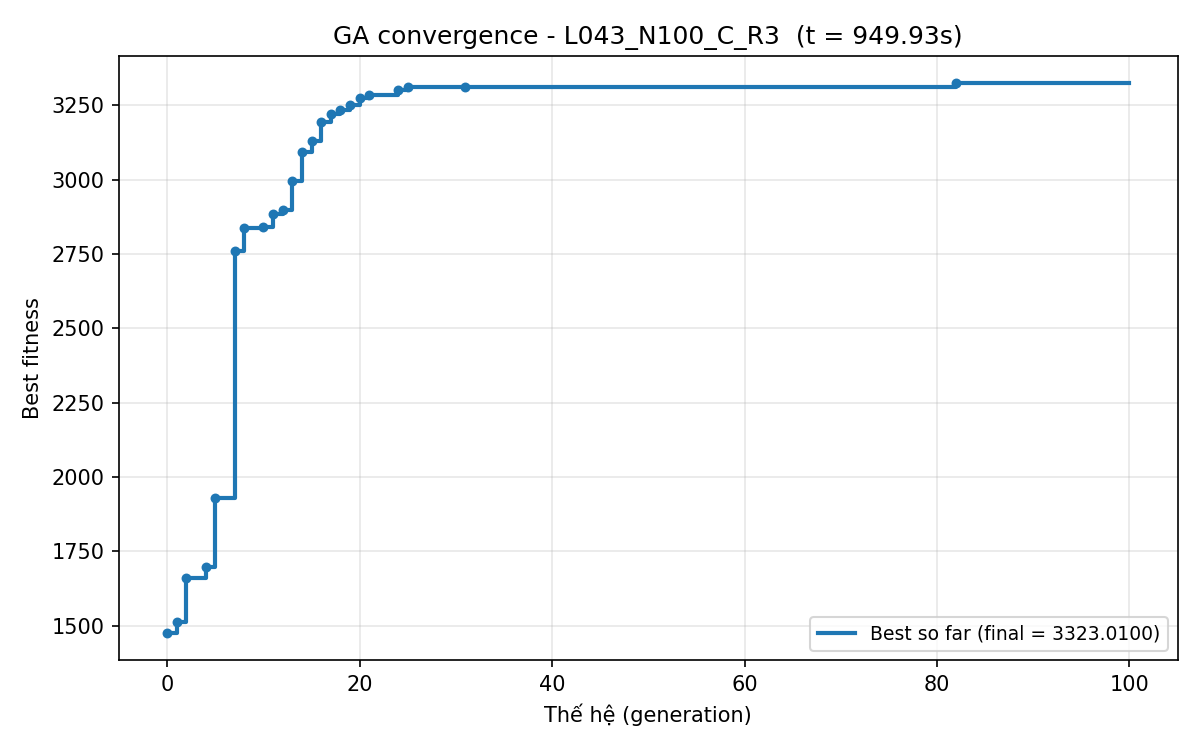 GA convergence - L043_N100_C_R3  (t = 949.93s)
Best fitness
3250
3000
2750
2500
2250
2000
1750
1500
Best so far (final = 3323.0100)
0 20 40 60 80 100
Thế hệ (generation)